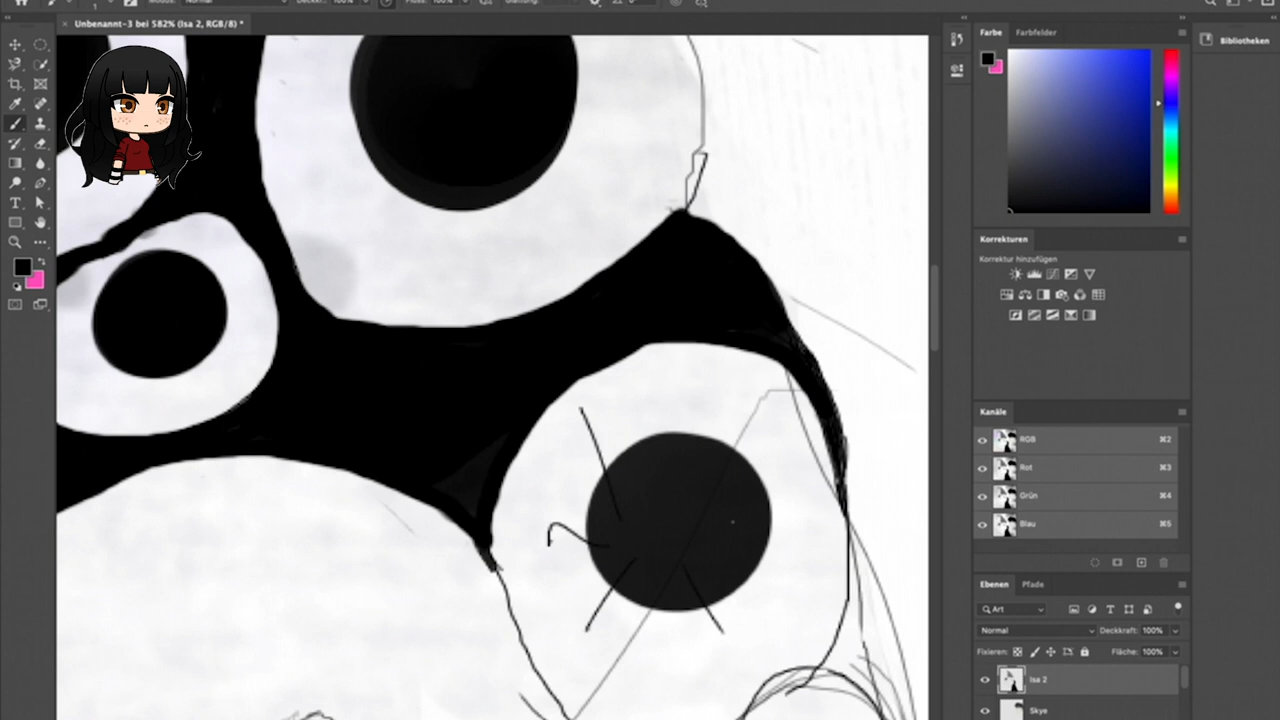 Unbenannt-3 bei 582% (Isa 2, RGB/8) *
Farbe
Farbfelder
Bibliotheken
Korrekturen
Korrektur hinzufügen
Kanäle
RGB ⌘2
Rot ⌘3
Grün ⌘4
Blau ⌘5
Ebenen
Pfade
Art
Normal
Deckkraft: 100%
Fixieren:
Fläche: 100%
Isa 2
Skye